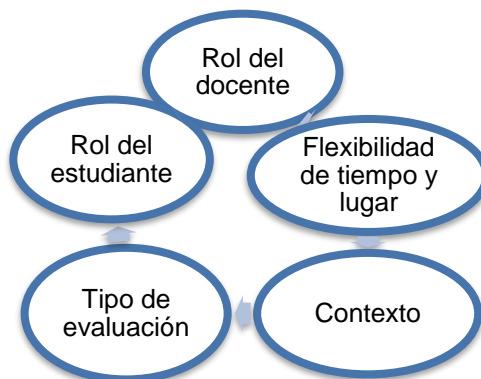 Rol del
docente
Flexibilidad
de tiempo y
lugar
Contexto
Tipo de
evaluación
Rol del
estudiante